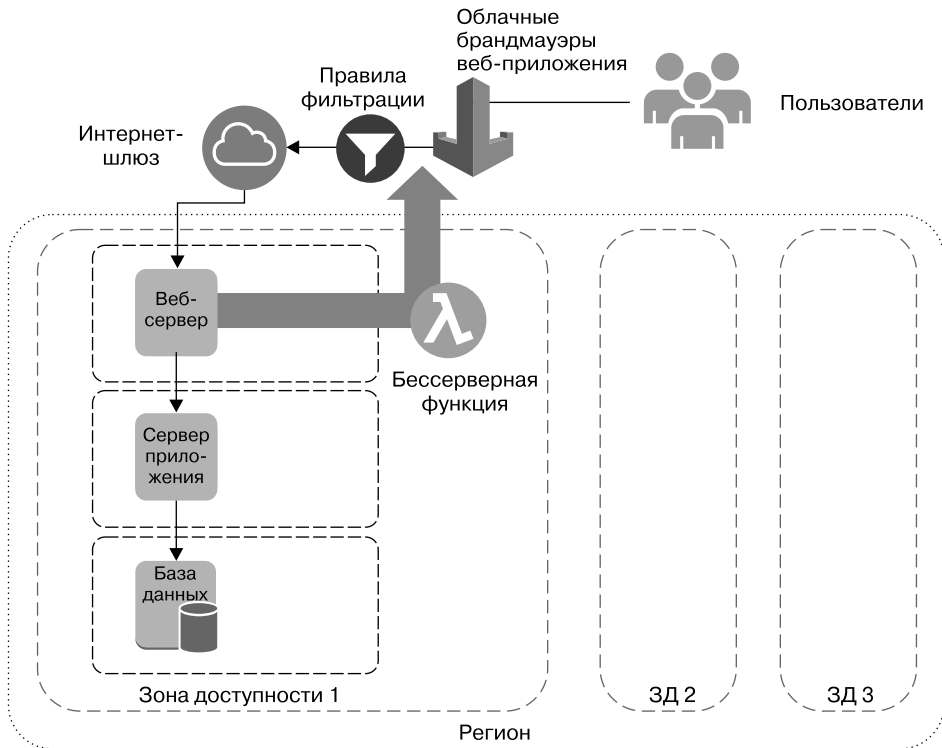 Облачные
брандмауэры
веб-приложения
Правила
фильтрации
Пользователи
Интернет-
шлюз
Веб-
сервер
Бессерверная
функция
Сервер
прило-
жения
База
данных
Зона доступности 1
ЗД 2
ЗД 3
Регион